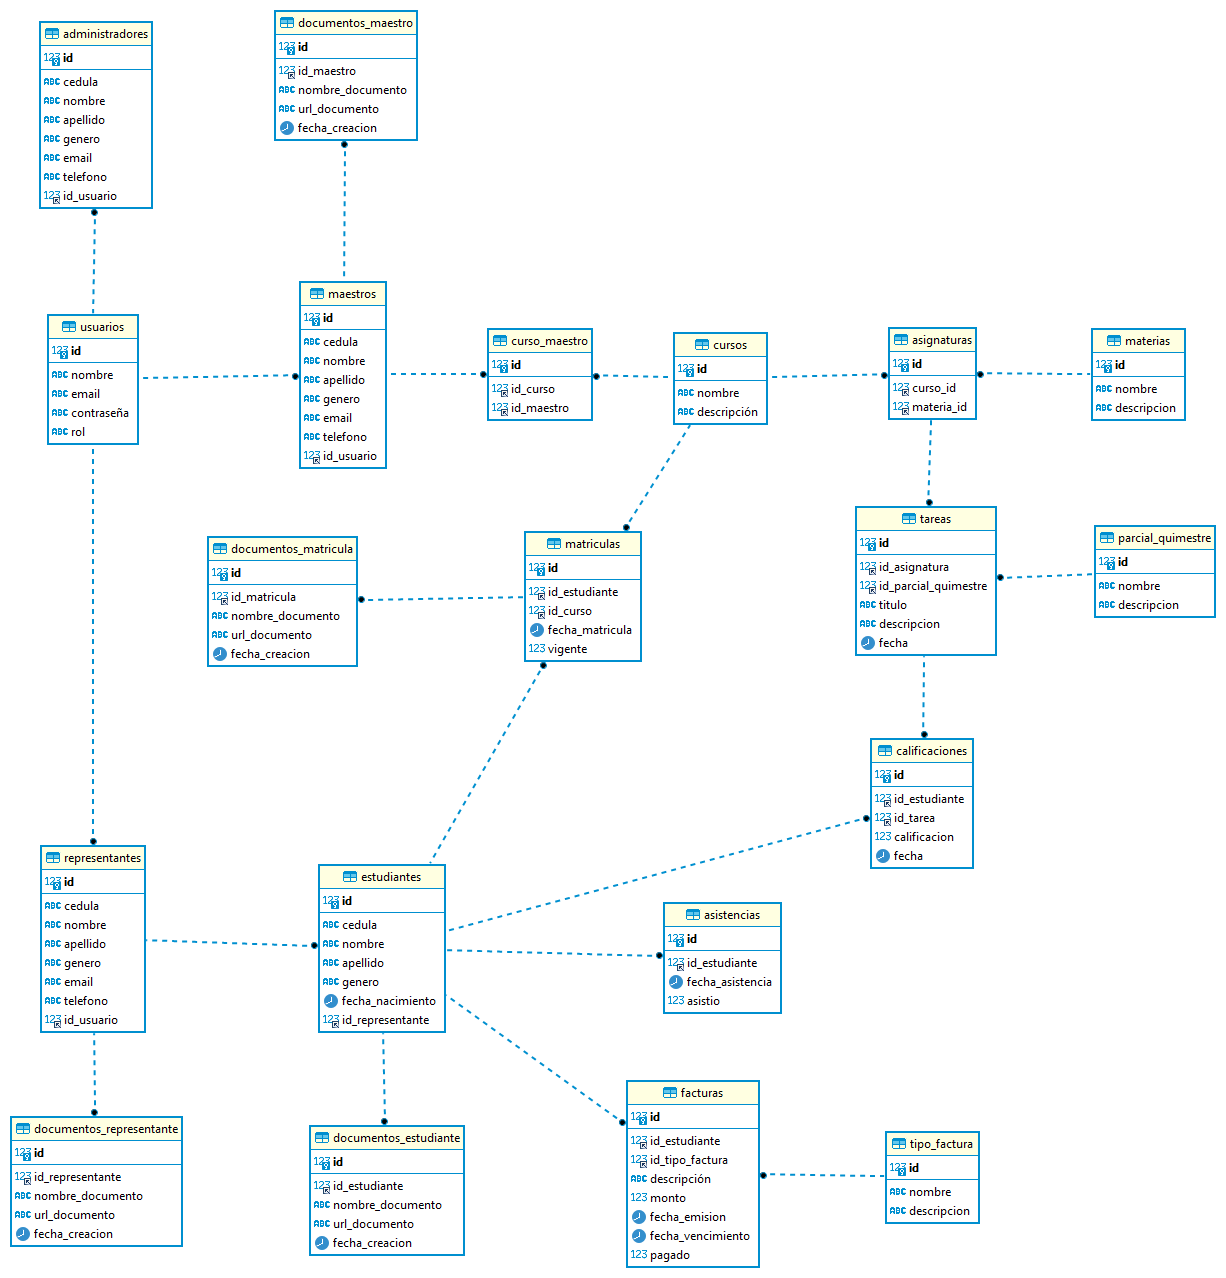 administradores
123 id
ABC cedula
ABC nombre
ABC apellido
ABC genero
ABC email
ABC telefono
123 id_usuario
documentos_maestro
123 id
123 id_maestro
ABC nombre_documento
ABC url_documento
fecha_creacion
usuarios
123 id
ABC nombre
ABC email
ABC contraseña
ABC rol
maestros
123 id
ABC cedula
ABC nombre
ABC apellido
ABC genero
ABC email
ABC telefono
123 id_usuario
curso_maestro
123 id
123 id_curso
123 id_maestro
cursos
123 id
ABC nombre
ABC descripción
asignaturas
123 id
123 curso_id
123 materia_id
materias
123 id
ABC nombre
ABC descripcion
documentos_matricula
123 id
123 id_matricula
ABC nombre_documento
ABC url_documento
fecha_creacion
matriculas
123 id
123 id_estudiante
123 id_curso
fecha_matricula
123 vigente
tareas
123 id
123 id_asignatura
123 id_parcial_quimestre
ABC titulo
ABC descripcion
fecha
parcial_quimestre
123 id
ABC nombre
ABC descripcion
calificaciones
123 id
123 id_estudiante
123 id_tarea
123 calificacion
fecha
representantes
123 id
ABC cedula
ABC nombre
ABC apellido
ABC genero
ABC email
ABC telefono
123 id_usuario
estudiantes
123 id
ABC cedula
ABC nombre
ABC apellido
ABC genero
fecha_nacimiento
123 id_representante
asistencias
123 id
123 id_estudiante
fecha_asistencia
123 asistio
documentos_representante
123 id
123 id_representante
ABC nombre_documento
ABC url_documento
fecha_creacion
documentos_estudiante
123 id
123 id_estudiante
ABC nombre_documento
ABC url_documento
fecha_creacion
facturas
123 id
123 id_estudiante
123 id_tipo_factura
ABC descripción
123 monto
fecha_emision
fecha_vencimiento
123 pagado
tipo_factura
123 id
ABC nombre
ABC descripcion